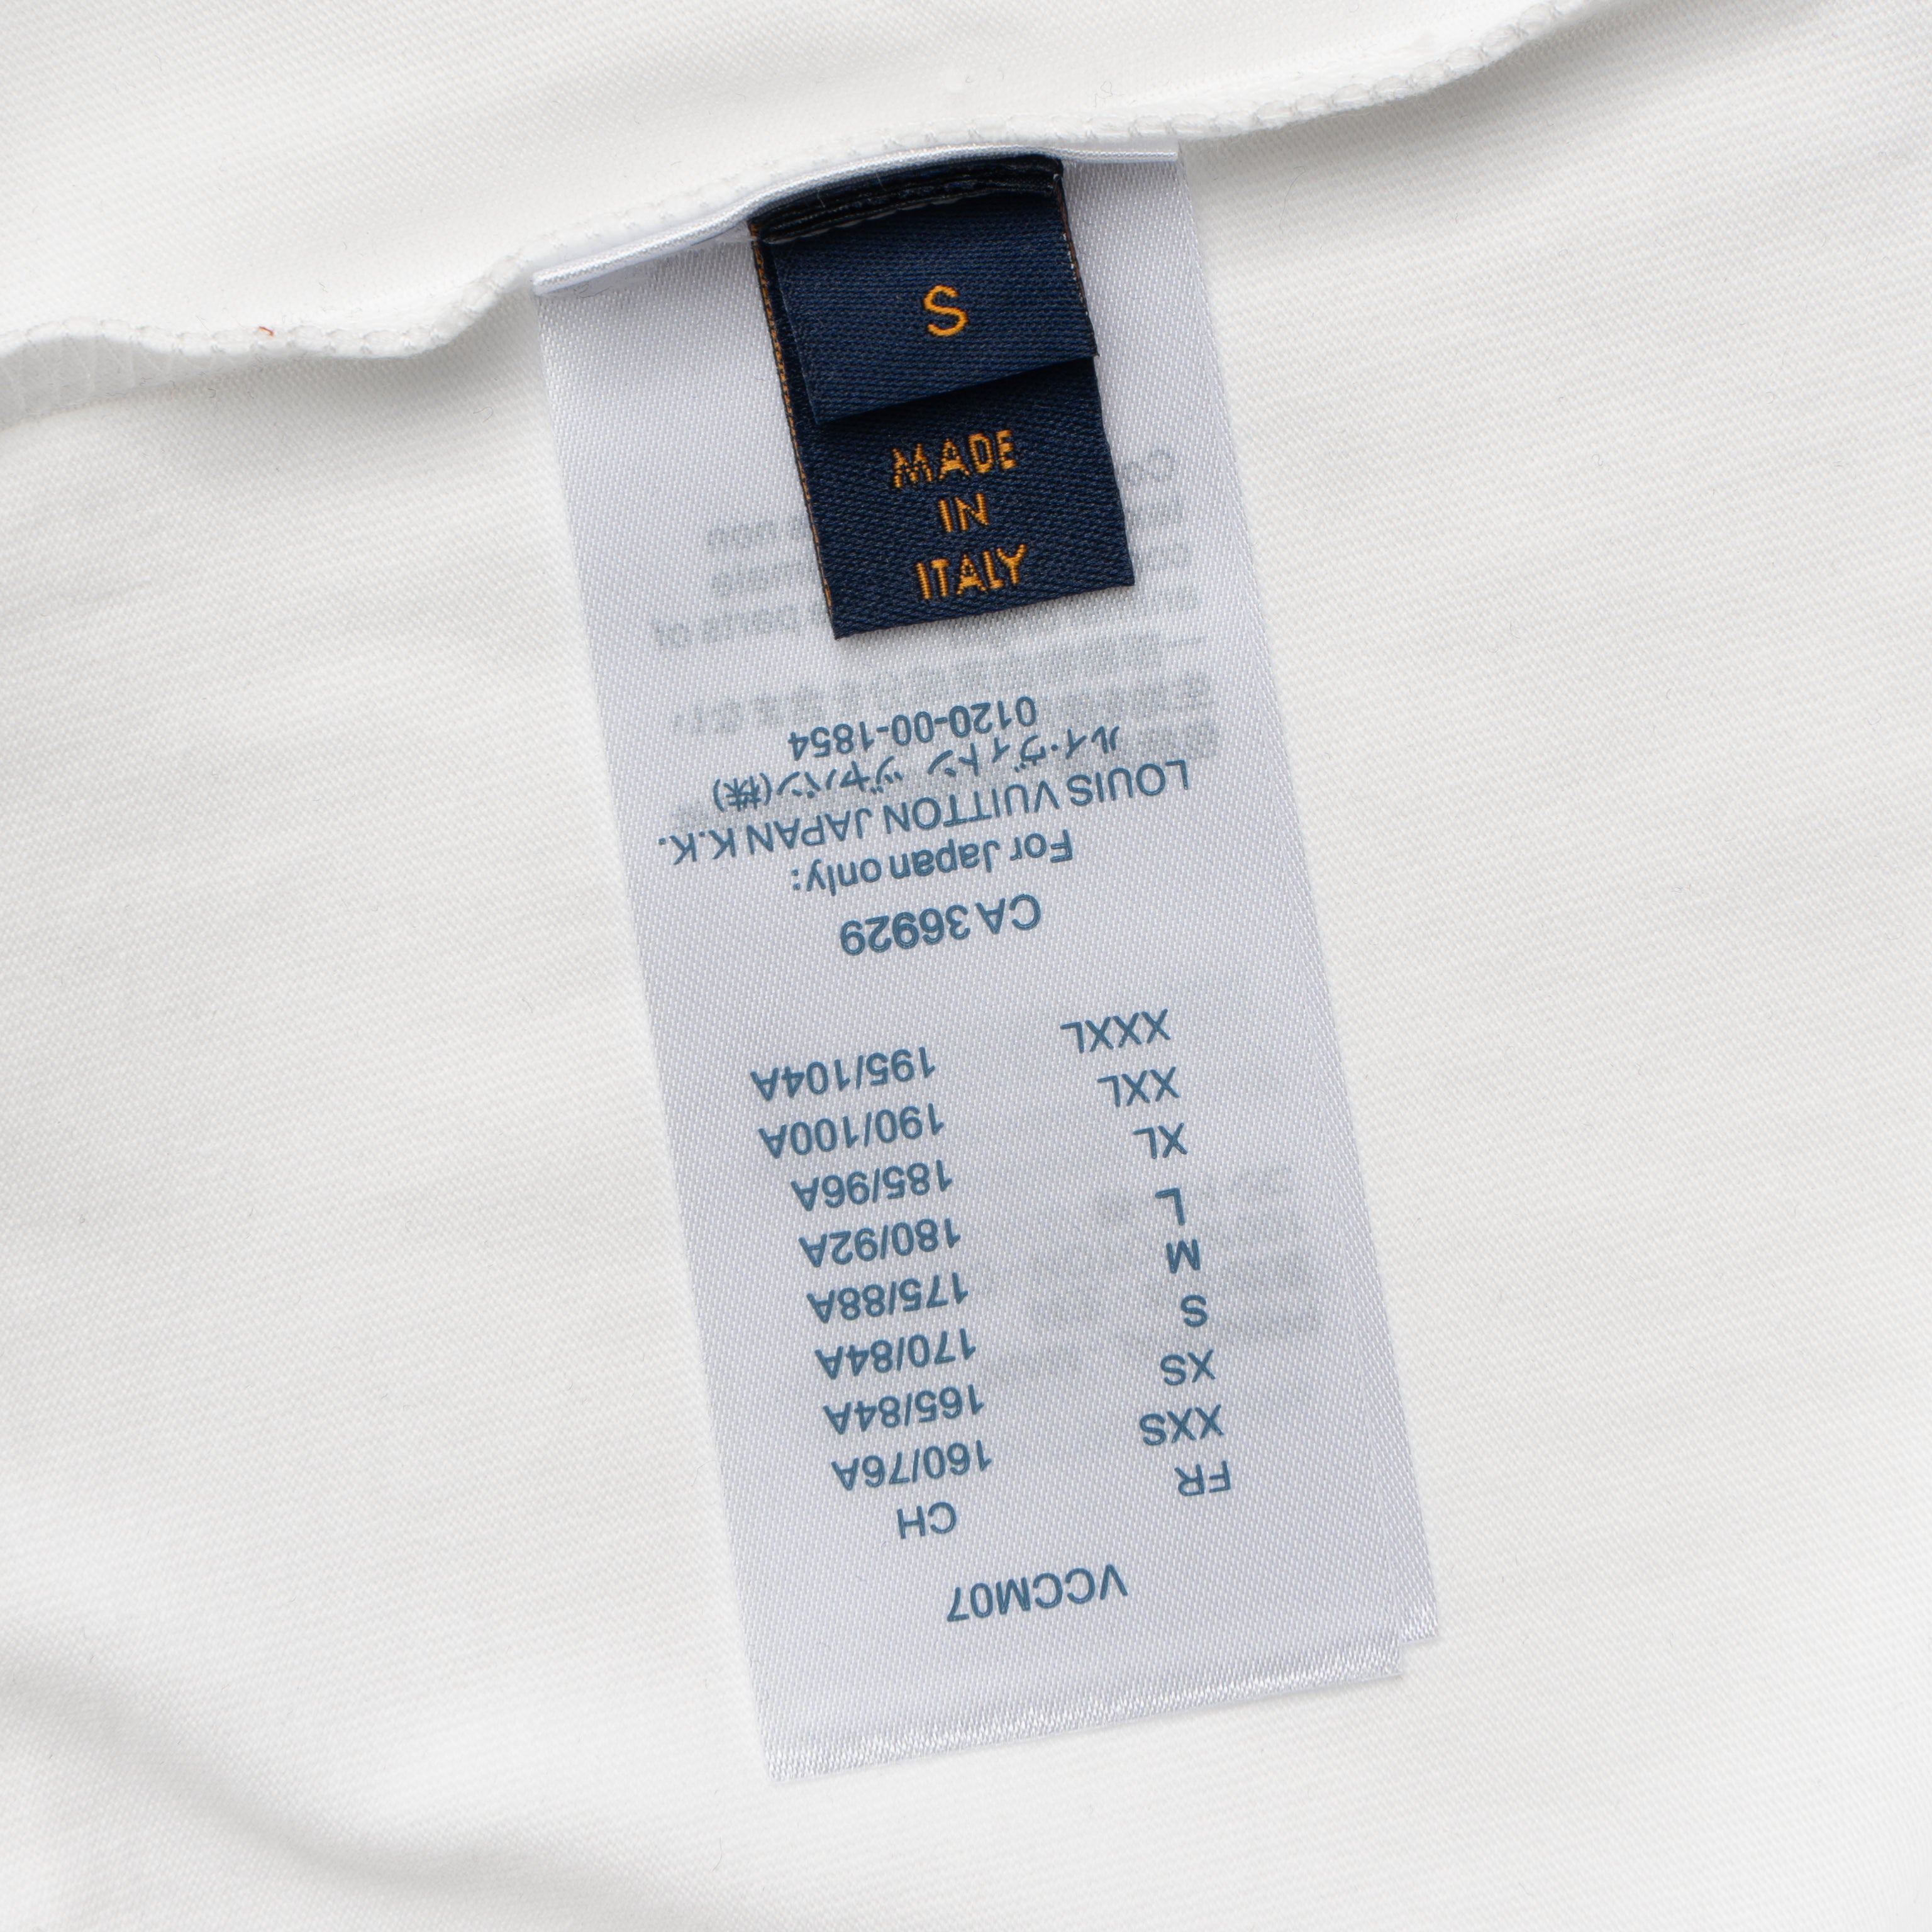 S
MADE
IN
ITALY
VCCM07
FR CH
XXS 160/76A
XS 165/84A
S 170/84A
M 175/88A
L 180/92A
XL 185/96A
XXL 190/100A
XXXL 195/104A
CA 36929
For Japan only:
LOUIS VUITTON JAPAN K.K.
ルイ・ヴィトン ジャパン(株)
0120-00-1854